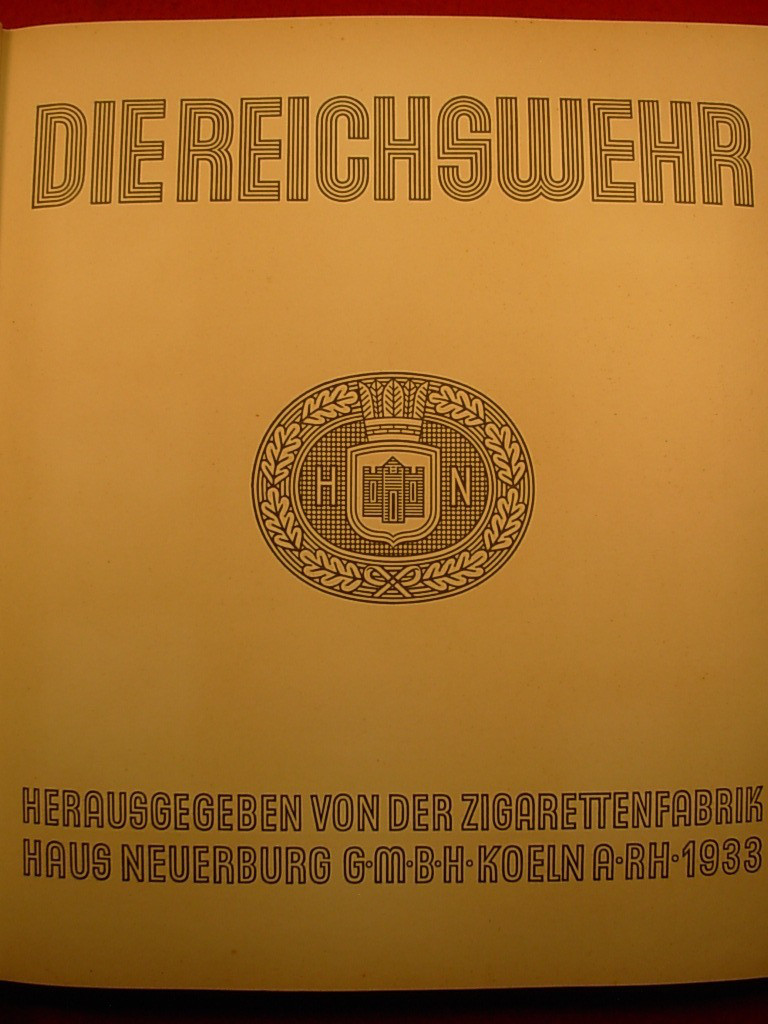 DIE REICHSWEHR
H N
HERAUSGEGEBEN VON DER ZIGARETTENFABRIK
HAUS NEUERBURG G·M·B·H·KOELN A·RH·1933